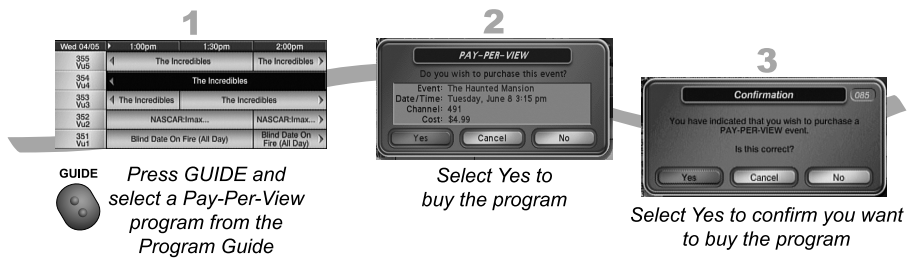 1
Wed 04/05 1:00pm 1:30pm 2:00pm
355 Vu5 The Incredibles The Incredibles
354 Vu4 The Incredibles
353 Vu3 The Incredibles The Incredibles
352 Vu2 NASCAR:Imax... NASCAR:Imax...
351 Vu1 Blind Date On Fire (All Day) Blind Date On Fire (All Day)
GUIDE
Press GUIDE and
select a Pay-Per-View
program from the
Program Guide
2
PAY-PER-VIEW
Do you wish to purchase this event?
Event: The Haunted Mansion
Date/Time: Tuesday, June 8 3:15 pm
Channel: 491
Cost: $4.99
Yes Cancel No
Select Yes to
buy the program
3
Confirmation 085
You have indicated that you wish to purchase a
PAY-PER-VIEW event.
Is this correct?
Yes Cancel No
Select Yes to confirm you want
to buy the program